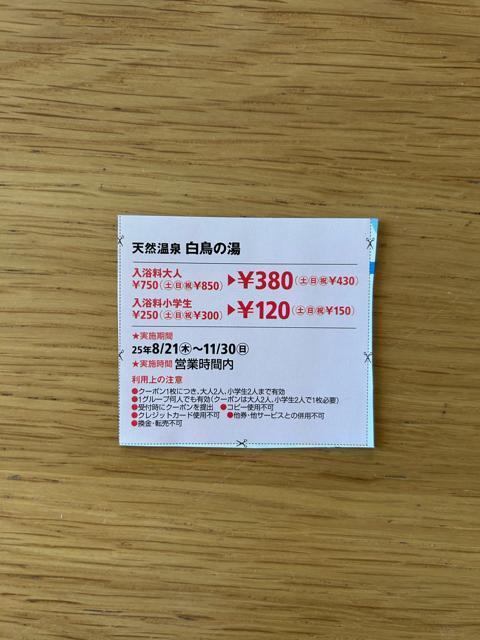 天然温泉 白鳥の湯
入浴料大人
¥750(土日祝¥850)▶¥380(土日祝¥430)
入浴料小学生
¥250(土日祝¥300)▶¥120(土日祝¥150)
★実施期間
25年8/21木～11/30日
★実施時間 営業時間内
利用上の注意
●クーポン1枚につき、大人2人、小学生2人まで有効
●1グループ何人でも有効(クーポンは大人2人、小学生2人で1枚必要)
●受付時にクーポンを提出 ●コピー使用不可
●クレジットカード使用不可 ●他券・他サービスとの併用不可
●換金・転売不可